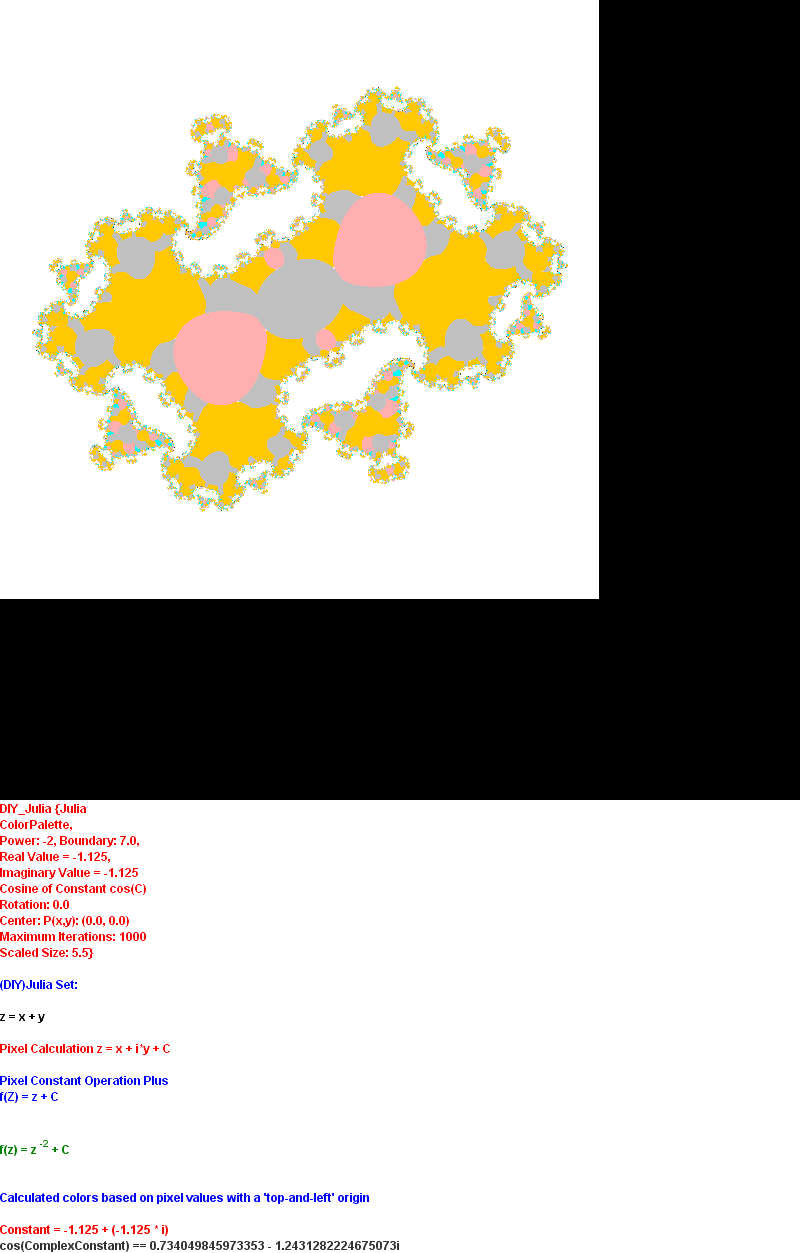 DIY_Julia {Julia
ColorPalette,
Power: -2, Boundary: 7.0,
Real Value = -1.125,
Imaginary Value = -1.125
Cosine of Constant cos(C)
Rotation: 0.0
Center: P(x,y): (0.0, 0.0)
Maximum Iterations: 1000
Scaled Size: 5.5}
(DIY)Julia Set:
z = x + y
Pixel Calculation z = x + i*y + C
Pixel Constant Operation Plus
f(Z) = z + C
f(z) = z -2 + C
Calculated colors based on pixel values with a 'top-and-left' origin
Constant = -1.125 + (-1.125 * i)
cos(ComplexConstant) == 0.734049845973353 - 1.2431282224675073i